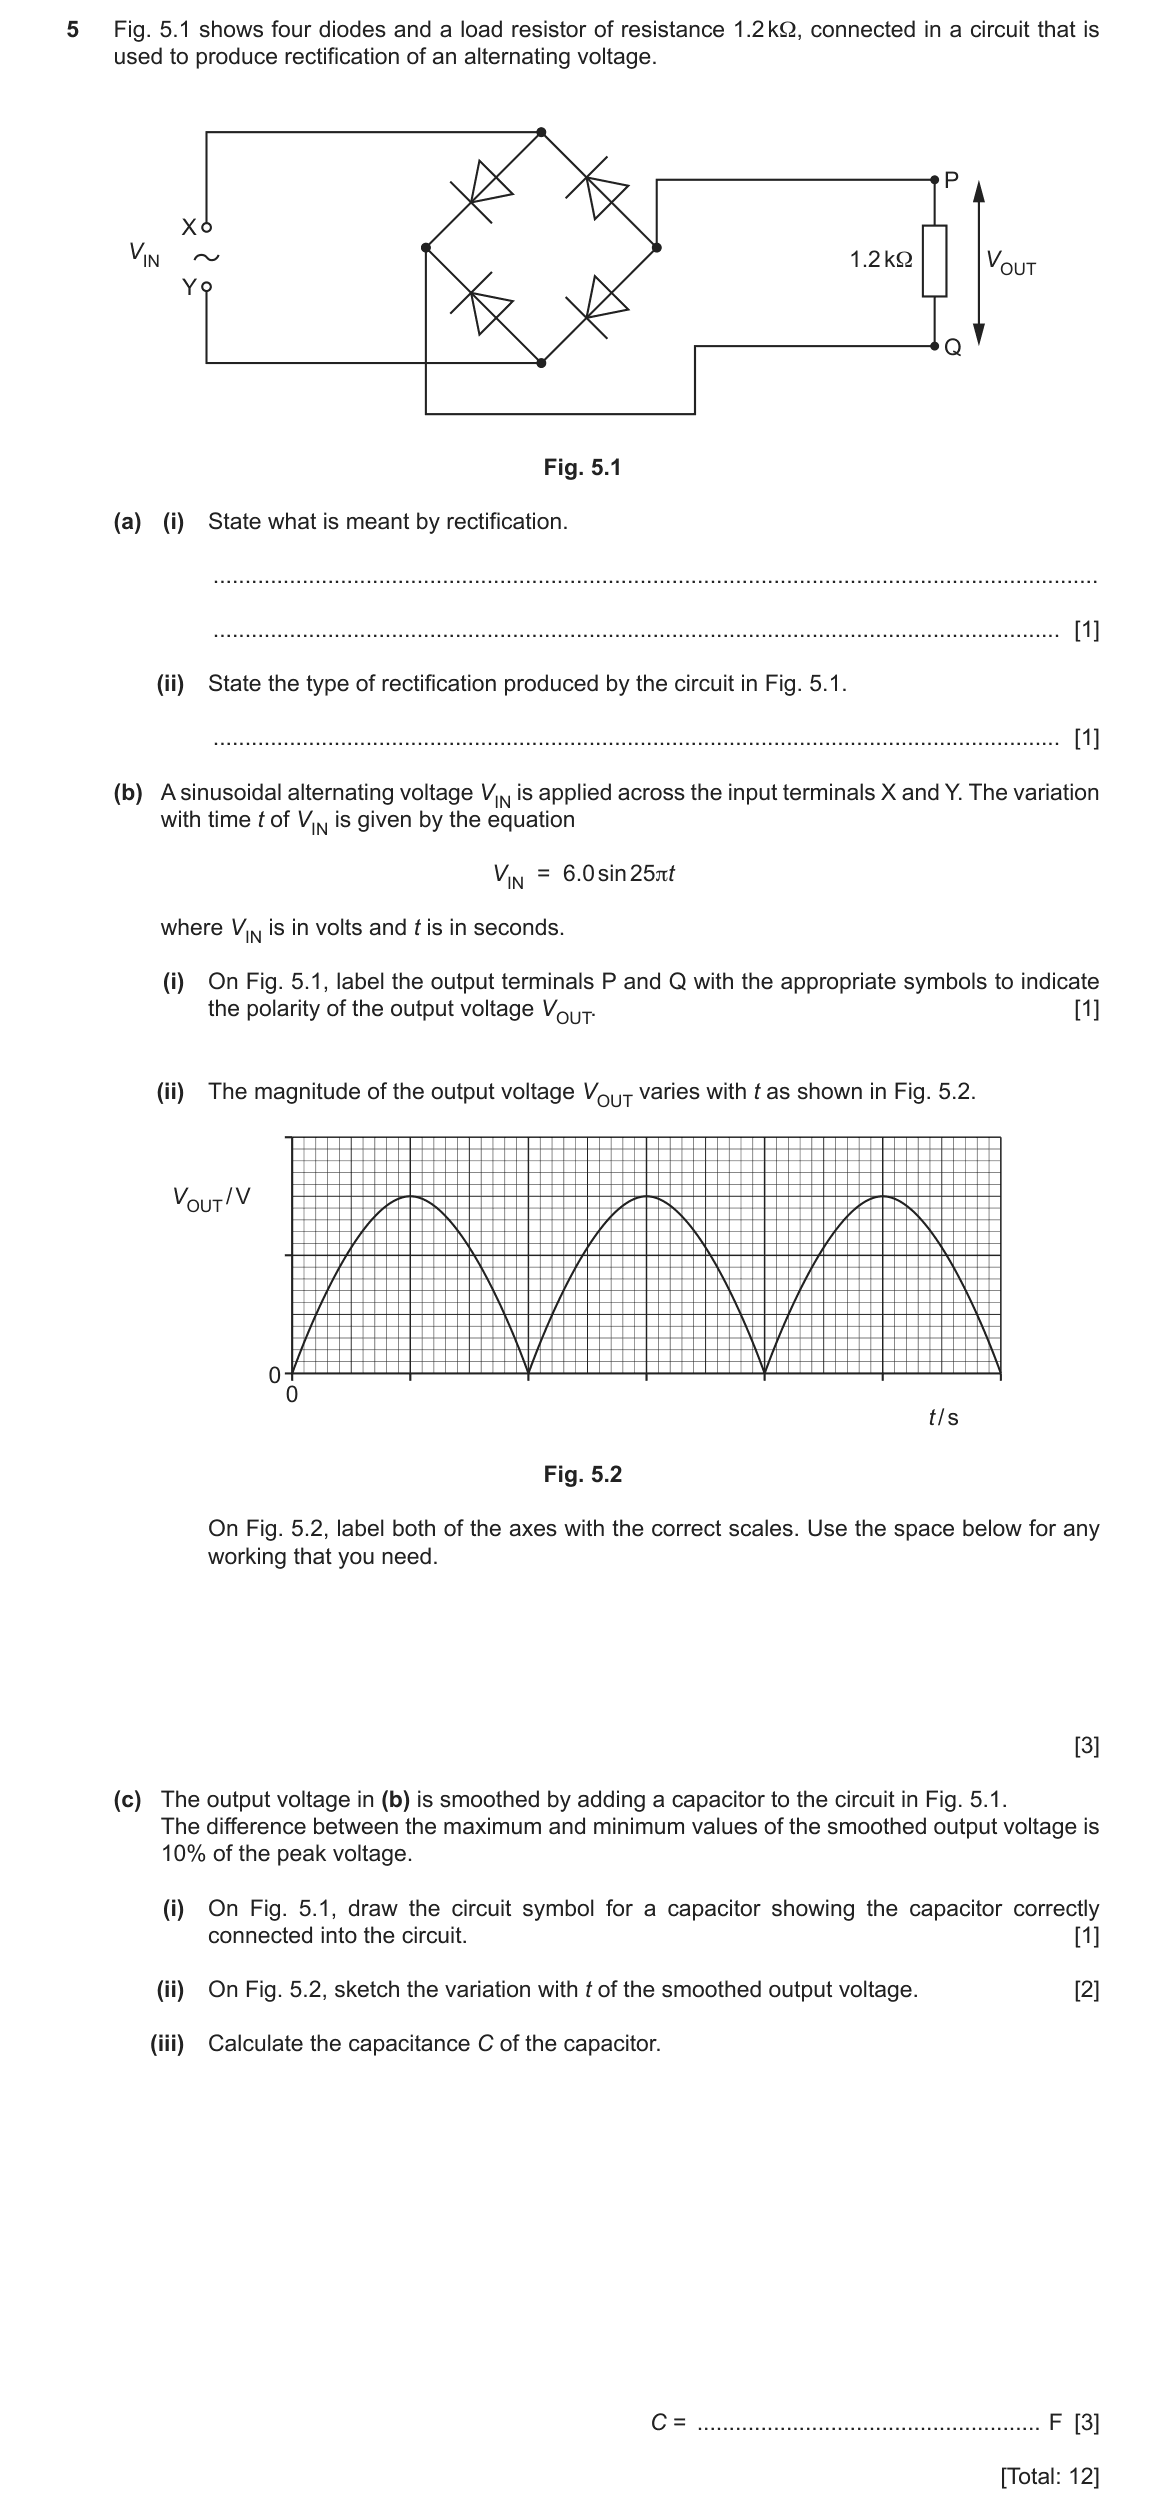 5 Fig. 5.1 shows four diodes and a load resistor of resistance 1.2 kΩ, connected in a circuit that is
used to produce rectification of an alternating voltage.
X
V_IN ~
Y
P
1.2 kΩ
V_OUT
Q
Fig. 5.1
(a) (i) State what is meant by rectification.
..........................................................................................................................................
.................................................................................................................................... [1]
(ii) State the type of rectification produced by the circuit in Fig. 5.1.
.................................................................................................................................... [1]
(b) A sinusoidal alternating voltage V_IN is applied across the input terminals X and Y. The variation
with time t of V_IN is given by the equation
V_IN = 6.0 sin 25πt
where V_IN is in volts and t is in seconds.
(i) On Fig. 5.1, label the output terminals P and Q with the appropriate symbols to indicate
the polarity of the output voltage V_OUT. [1]
(ii) The magnitude of the output voltage V_OUT varies with t as shown in Fig. 5.2.
V_OUT / V
0
0
t / s
Fig. 5.2
On Fig. 5.2, label both of the axes with the correct scales. Use the space below for any
working that you need.
[3]
(c) The output voltage in (b) is smoothed by adding a capacitor to the circuit in Fig. 5.1.
The difference between the maximum and minimum values of the smoothed output voltage is
10% of the peak voltage.
(i) On Fig. 5.1, draw the circuit symbol for a capacitor showing the capacitor correctly
connected into the circuit. [1]
(ii) On Fig. 5.2, sketch the variation with t of the smoothed output voltage. [2]
(iii) Calculate the capacitance C of the capacitor.
C = ...................................................... F [3]
[Total: 12]